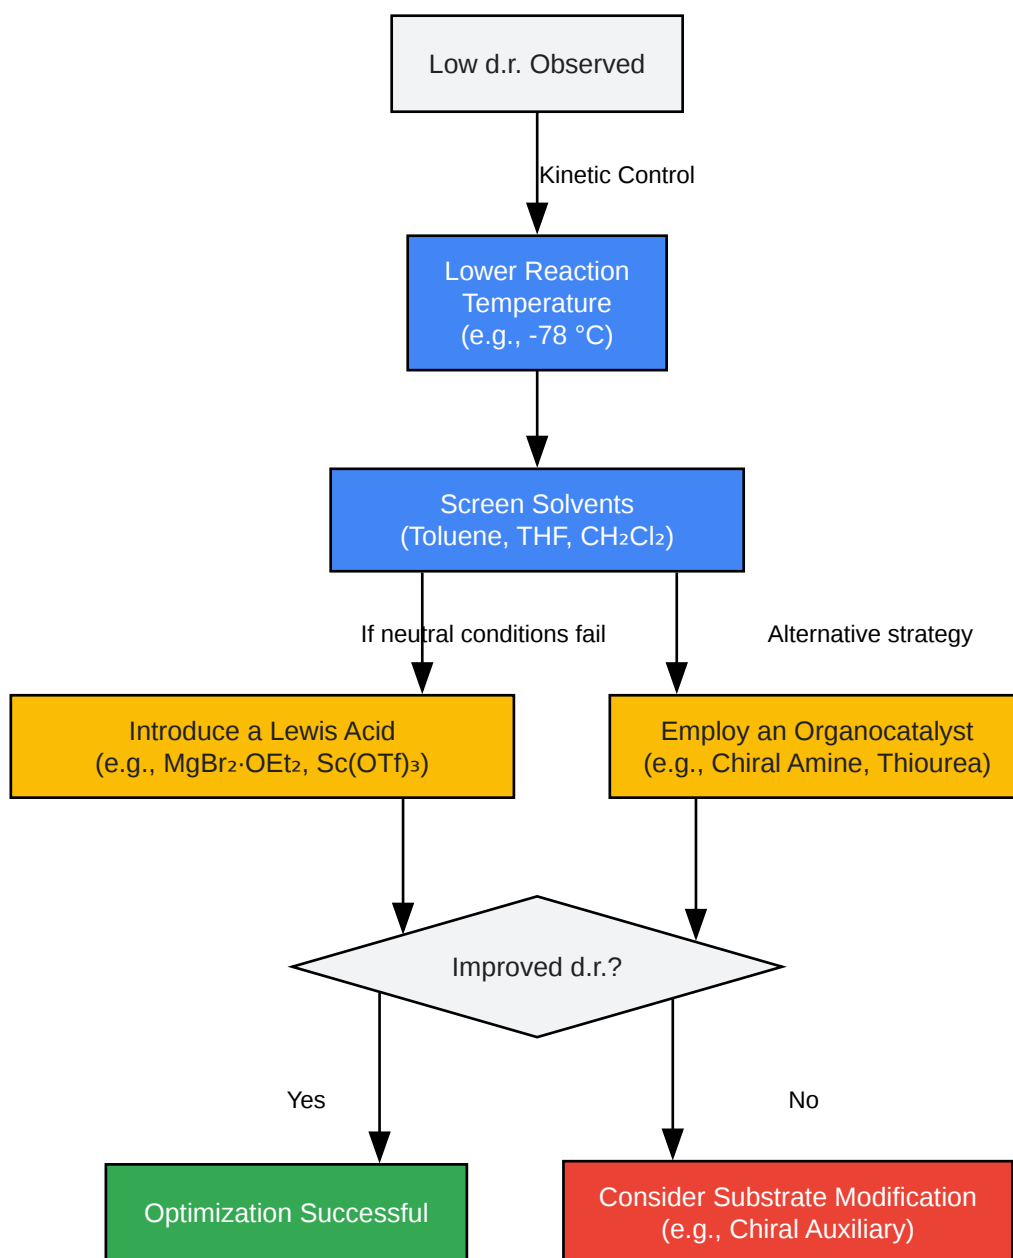 Low d.r. Observed
Kinetic Control
Lower Reaction
Temperature
(e.g., -78 °C)
Screen Solvents
(Toluene, THF, CH₂Cl₂)
If neutral conditions fail
Alternative strategy
Introduce a Lewis Acid
(e.g., MgBr₂·OEt₂, Sc(OTf)₃)
Employ an Organocatalyst
(e.g., Chiral Amine, Thiourea)
Improved d.r.?
Yes
No
Optimization Successful
Consider Substrate Modification
(e.g., Chiral Auxiliary)